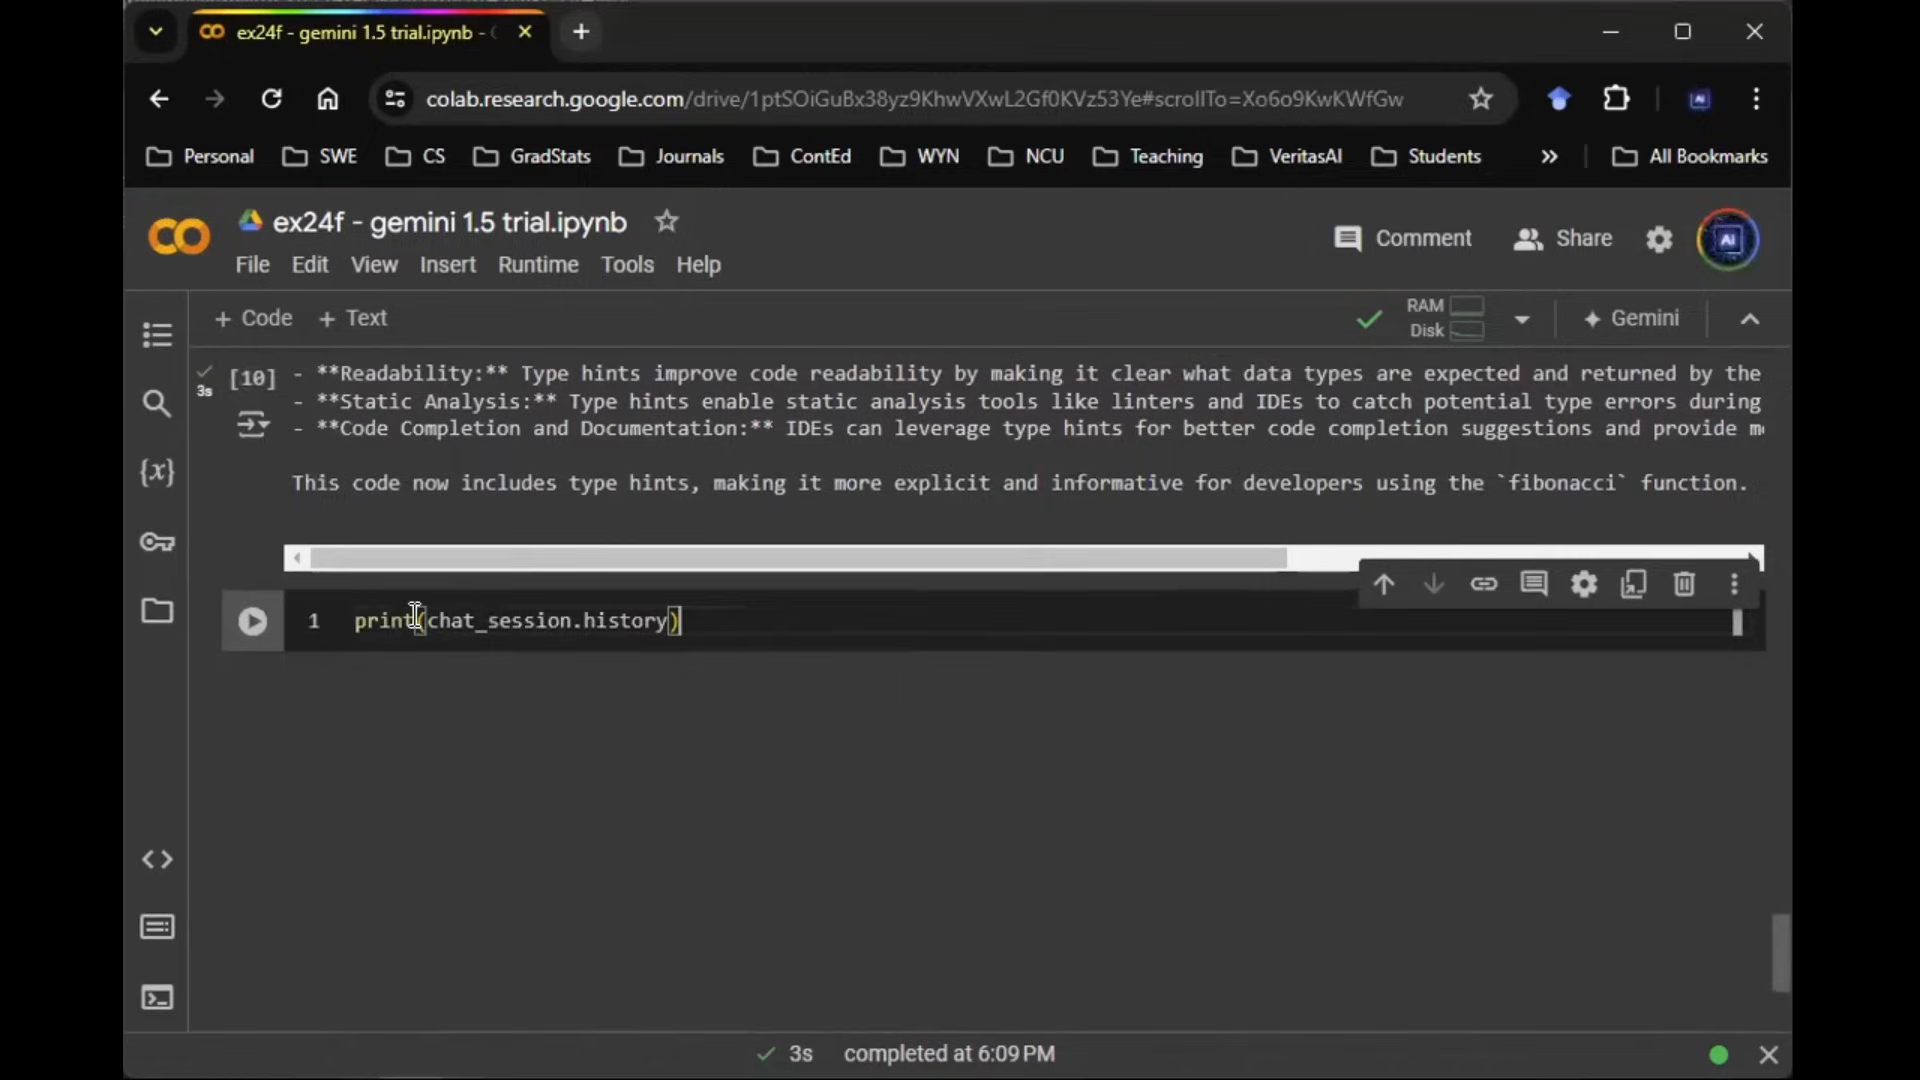 ex24f - gemini 1.5 trial.ipynb -
colab.research.google.com/drive/1ptSOiGuBx38yz9KhwVXwL2Gf0KVz53Ye#scrollTo=Xo6o9KwKWfGw
Personal SWE CS GradStats Journals ContEd WYN NCU Teaching VeritasAI Students » All Bookmarks
ex24f - gemini 1.5 trial.ipynb
Comment Share AI
File Edit View Insert Runtime Tools Help
+ Code + Text RAM Disk Gemini
3s [10] - **Readability:** Type hints improve code readability by making it clear what data types are expected and returned by the
- **Static Analysis:** Type hints enable static analysis tools like linters and IDEs to catch potential type errors during
- **Code Completion and Documentation:** IDEs can leverage type hints for better code completion suggestions and provide
This code now includes type hints, making it more explicit and informative for developers using the `fibonacci` function.
1 print(chat_session.history)
3s completed at 6:09 PM